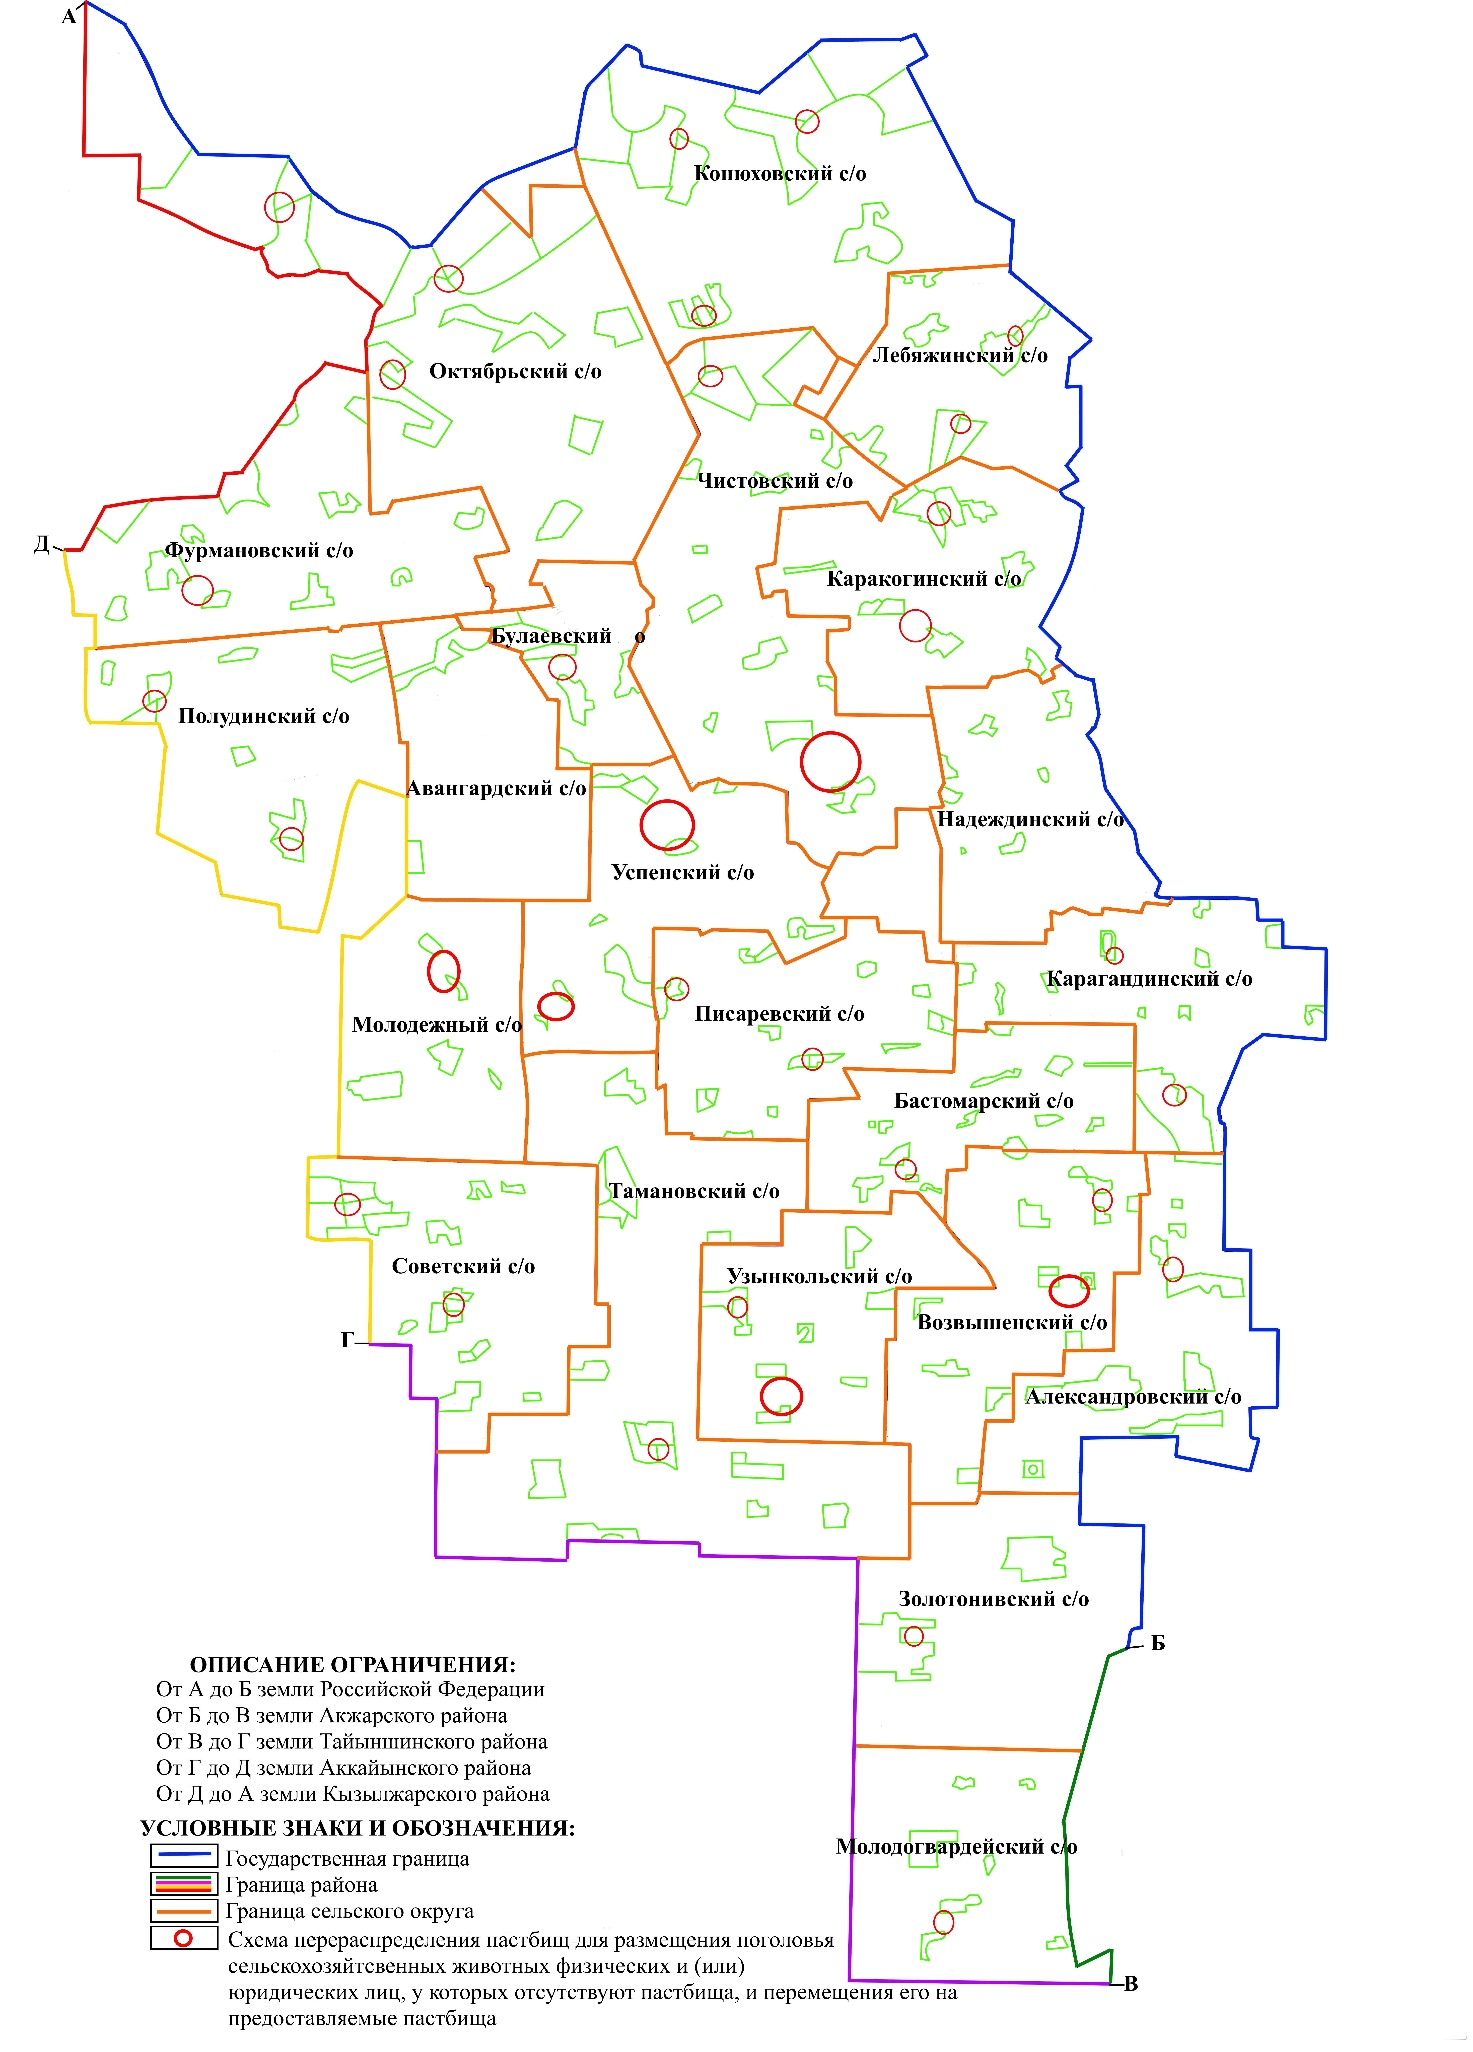 А
Конюховский с/о
Лебяжинский с/о
Октябрьский с/о
Чистовский с/о
Д
Фурмановский с/о
Каракогинский с/о
Булаевский о
Полудинский с/о
Авангардский с/о
Надеждинский с/о
Успенский с/о
Карагандинский с/о
Писаревский с/о
Молодежный с/о
Бастомарский с/о
Тамановский с/о
Советский с/о
Узынкольский с/о
Возвышенский с/о
Г
Александровский с/о
Золотонивский с/о
Б
ОПИСАНИЕ ОГРАНИЧЕНИЯ:
От А до Б земли Российской Федерации
От Б до В земли Акжарского района
От В до Г земли Тайыншинского района
От Г до Д земли Аккайынского района
От Д до А земли Кызылжарского района
УСЛОВНЫЕ ЗНАКИ И ОБОЗНАЧЕНИЯ:
Молодогвардейский с/о
Государственная граница
Граница района
Граница сельского округа
Схема перераспределения пастбищ для размещения поголовья
сельскохозяйтсвенных животных физических и (или)
юридических лиц, у которых отсутствуют пастбища, и перемещения его на
предоставляемые пастбища
В